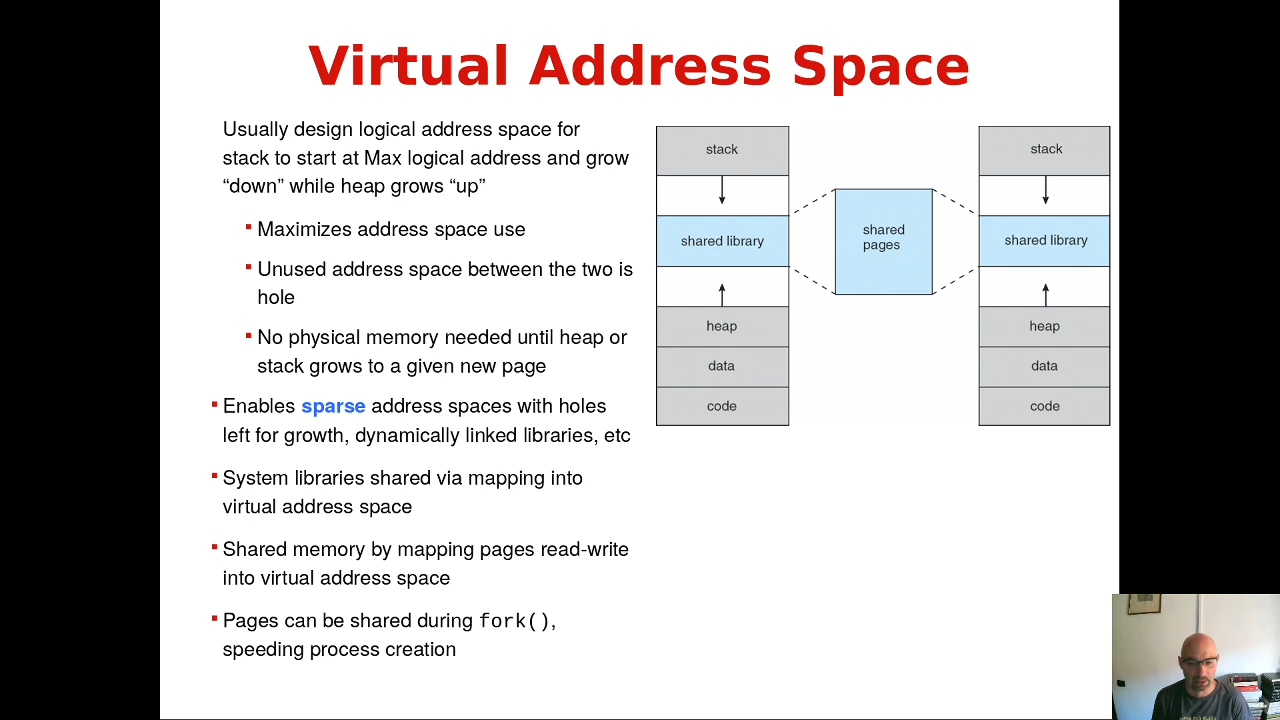 Virtual Address Space
Usually design logical address space for
stack to start at Max logical address and grow
“down” while heap grows “up”
Maximizes address space use
Unused address space between the two is
hole
No physical memory needed until heap or
stack grows to a given new page
Enables sparse address spaces with holes
left for growth, dynamically linked libraries, etc
System libraries shared via mapping into
virtual address space
Shared memory by mapping pages read-write
into virtual address space
Pages can be shared during fork(),
speeding process creation
stack
shared library
heap
data
code
shared
pages
stack
shared library
heap
data
code